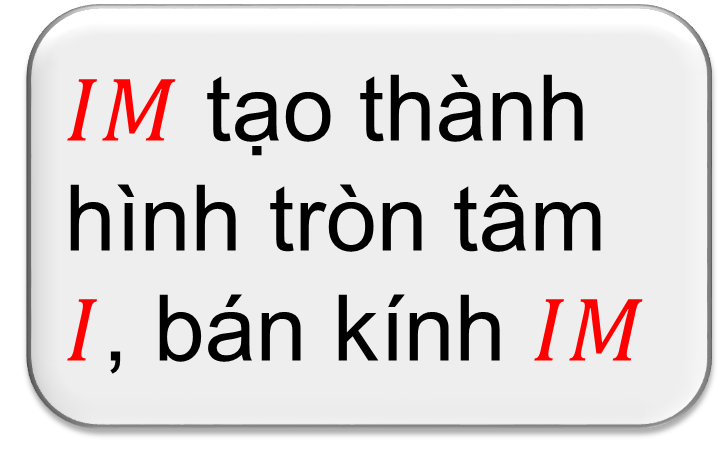 IM tạo thành
hình tròn tâm
I, bán kính IM